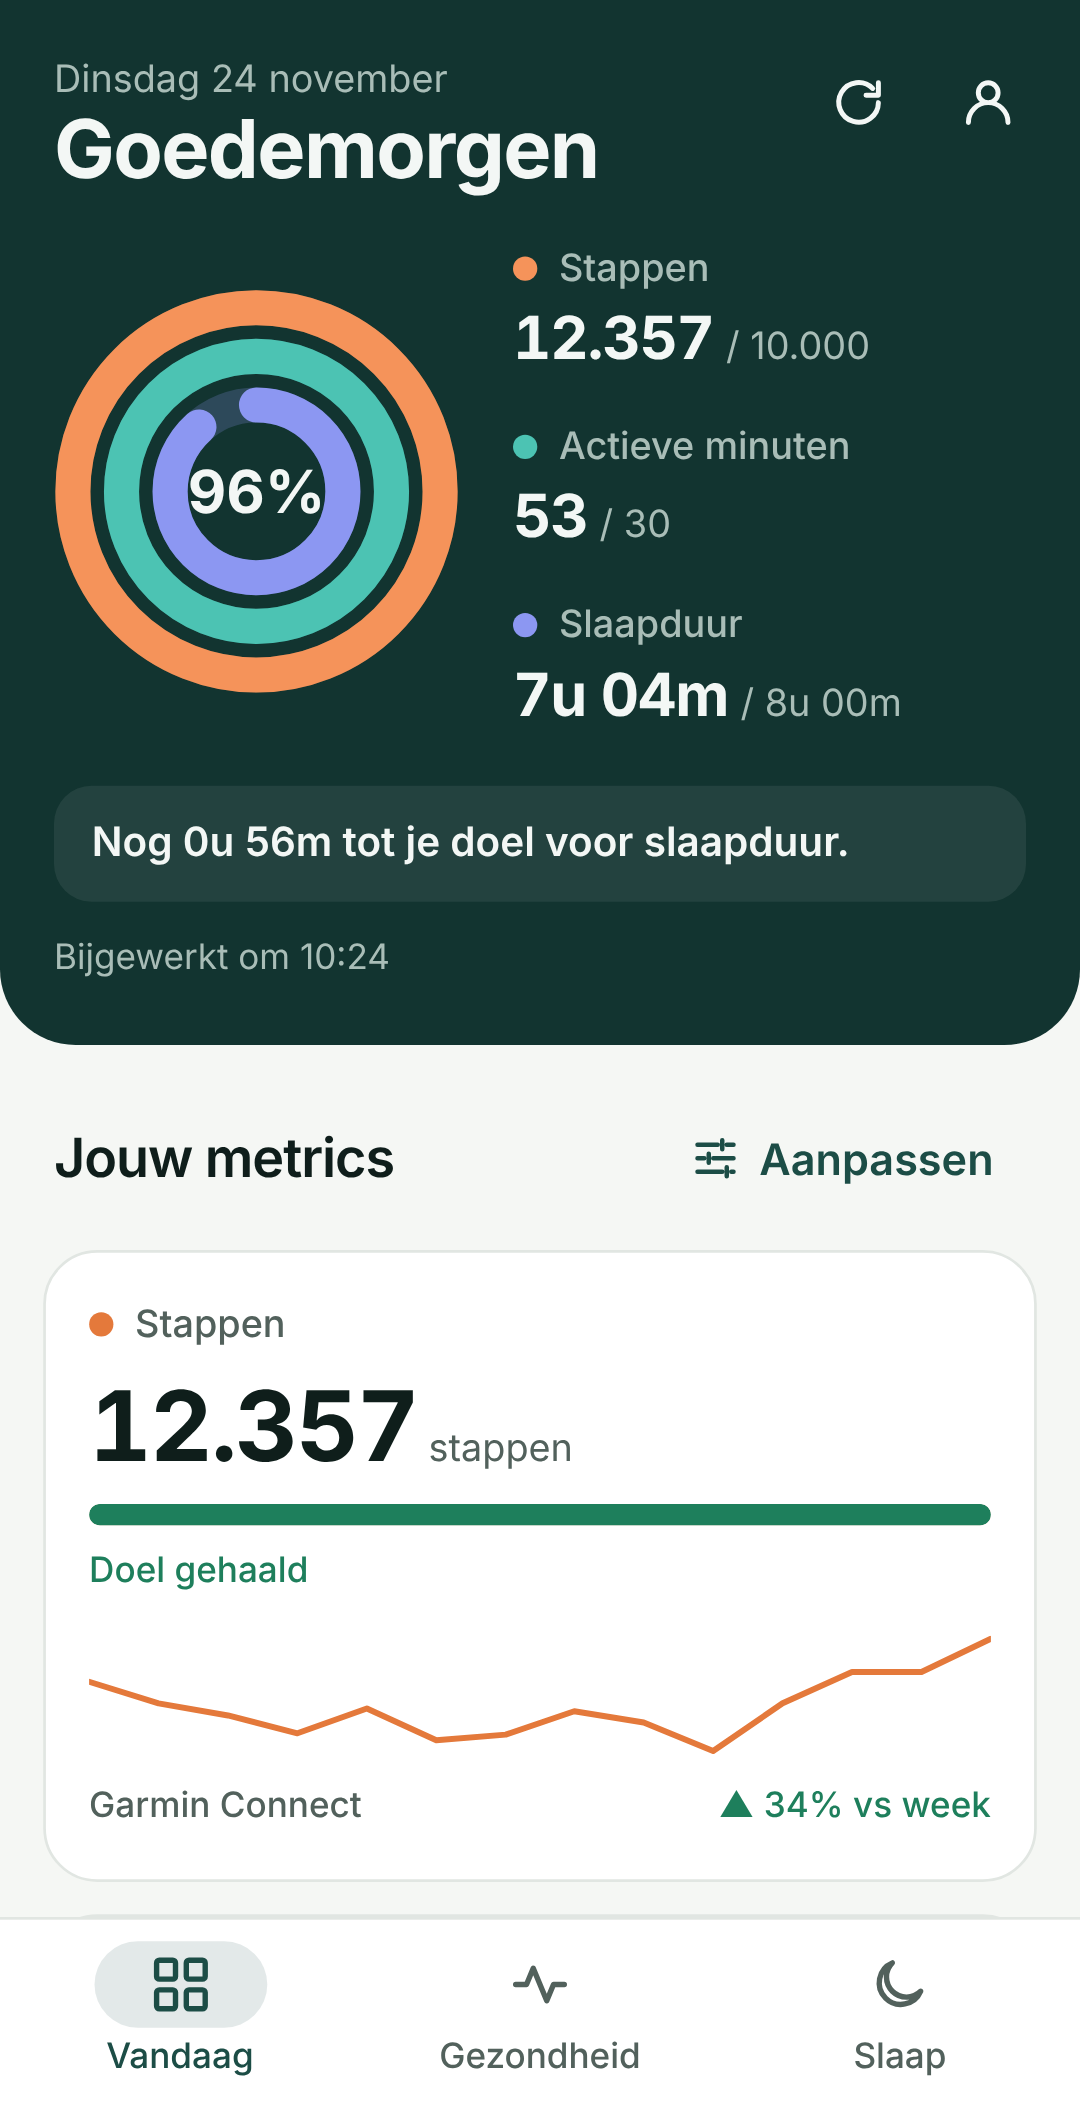 Dinsdag 24 november
Goedemorgen
Stappen
12.357 / 10.000
Actieve minuten
53 / 30
Slaapduur
7u 04m / 8u 00m
96%
Nog 0u 56m tot je doel voor slaapduur.
Bijgewerkt om 10:24
Jouw metrics
Aanpassen
Stappen
12.357 stappen
Doel gehaald
Garmin Connect
▲ 34% vs week
Vandaag
Gezondheid
Slaap